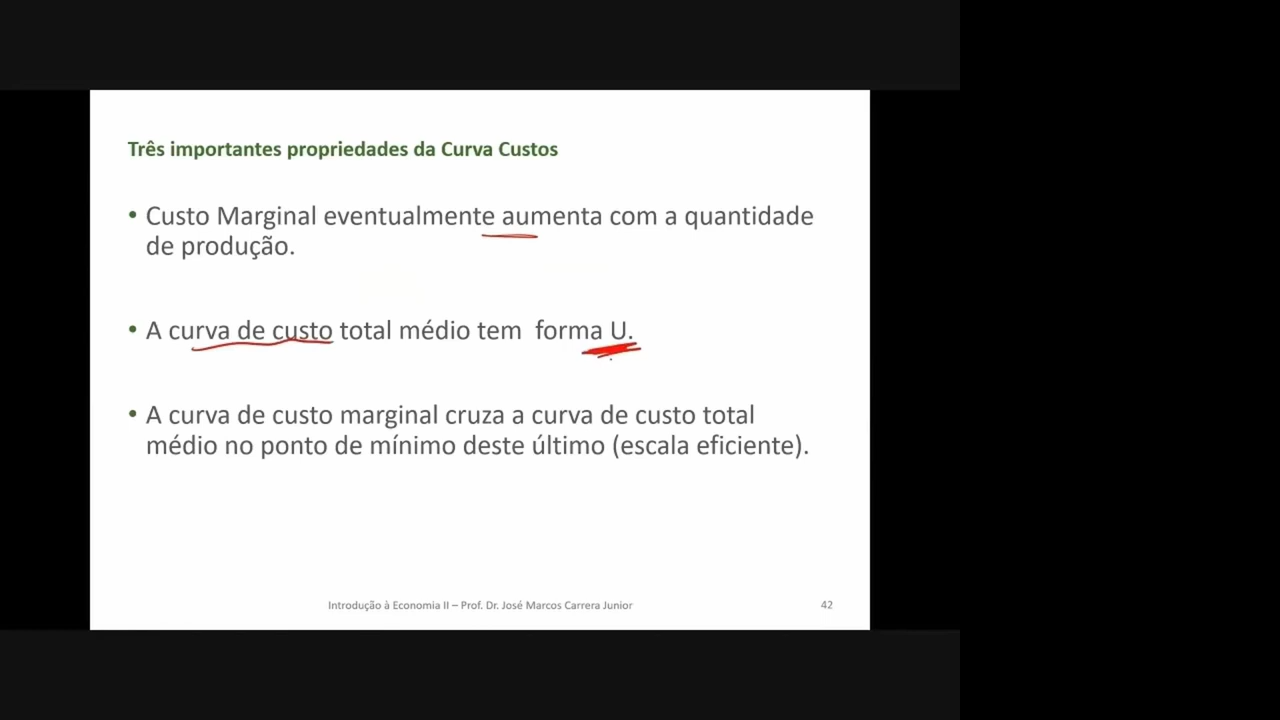 Três importantes propriedades da Curva Custos
• Custo Marginal eventualmente aumenta com a quantidade
de produção.
• A curva de custo total médio tem forma U.
• A curva de custo marginal cruza a curva de custo total
médio no ponto de mínimo deste último (escala eficiente).
Introdução à Economia II – Prof. Dr. José Marcos Carrera Junior
42